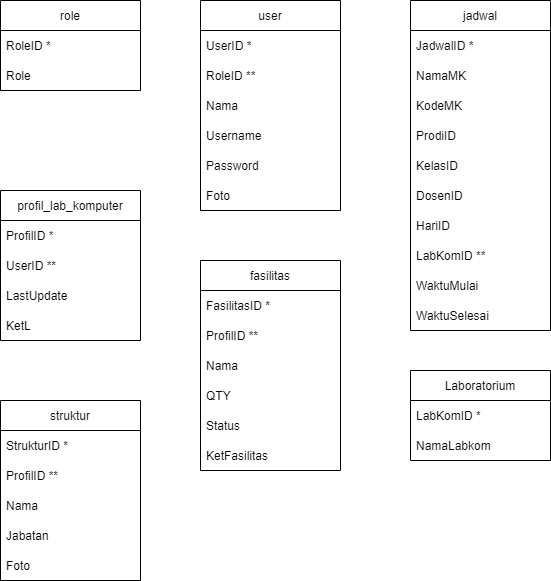 role
RoleID *
Role
user
UserID *
RoleID **
Nama
Username
Password
Foto
jadwal
JadwalID *
NamaMK
KodeMK
ProdiID
KelasID
DosenID
HariID
LabKomID **
WaktuMulai
WaktuSelesai
profil_lab_komputer
ProfilID *
UserID **
LastUpdate
KetL
fasilitas
FasilitasID *
ProfilID **
Nama
QTY
Status
KetFasilitas
Laboratorium
LabKomID *
NamaLabkom
struktur
StrukturID *
ProfilID **
Nama
Jabatan
Foto